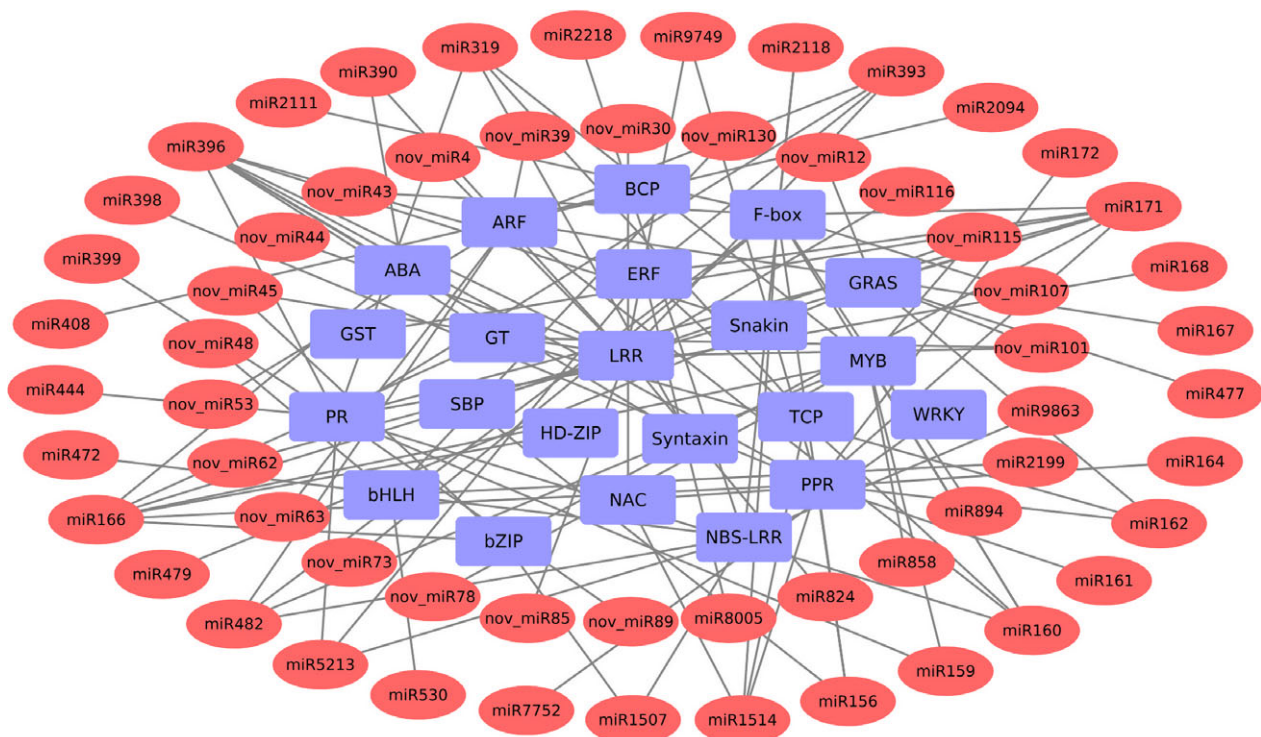 miR2218
miR9749
miR319
miR2118
miR390
miR393
miR2111
miR2094
nov_miR30
nov_miR39
nov_miR130
miR396
nov_miR4
nov_miR12
miR172
nov_miR43
BCP
nov_miR116
miR398
F-box
miR171
ARF
nov_miR44
nov_miR115
miR399
ABA
ERF
GRAS
miR168
nov_miR45
nov_miR107
miR408
Snakin
miR167
GST
GT
nov_miR48
LRR
MYB
nov_miR101
miR444
miR477
nov_miR53
SBP
PR
TCP
WRKY
miR9863
HD-ZIP
Syntaxin
miR472
nov_miR62
miR2199
miR164
PPR
bHLH
NAC
miR166
nov_miR63
miR894
miR162
bZIP
NBS-LRR
nov_miR73
miR858
miR479
miR161
nov_miR78
miR824
nov_miR85
nov_miR89
miR8005
miR482
miR160
miR5213
miR159
miR530
miR156
miR7752
miR1507
miR1514